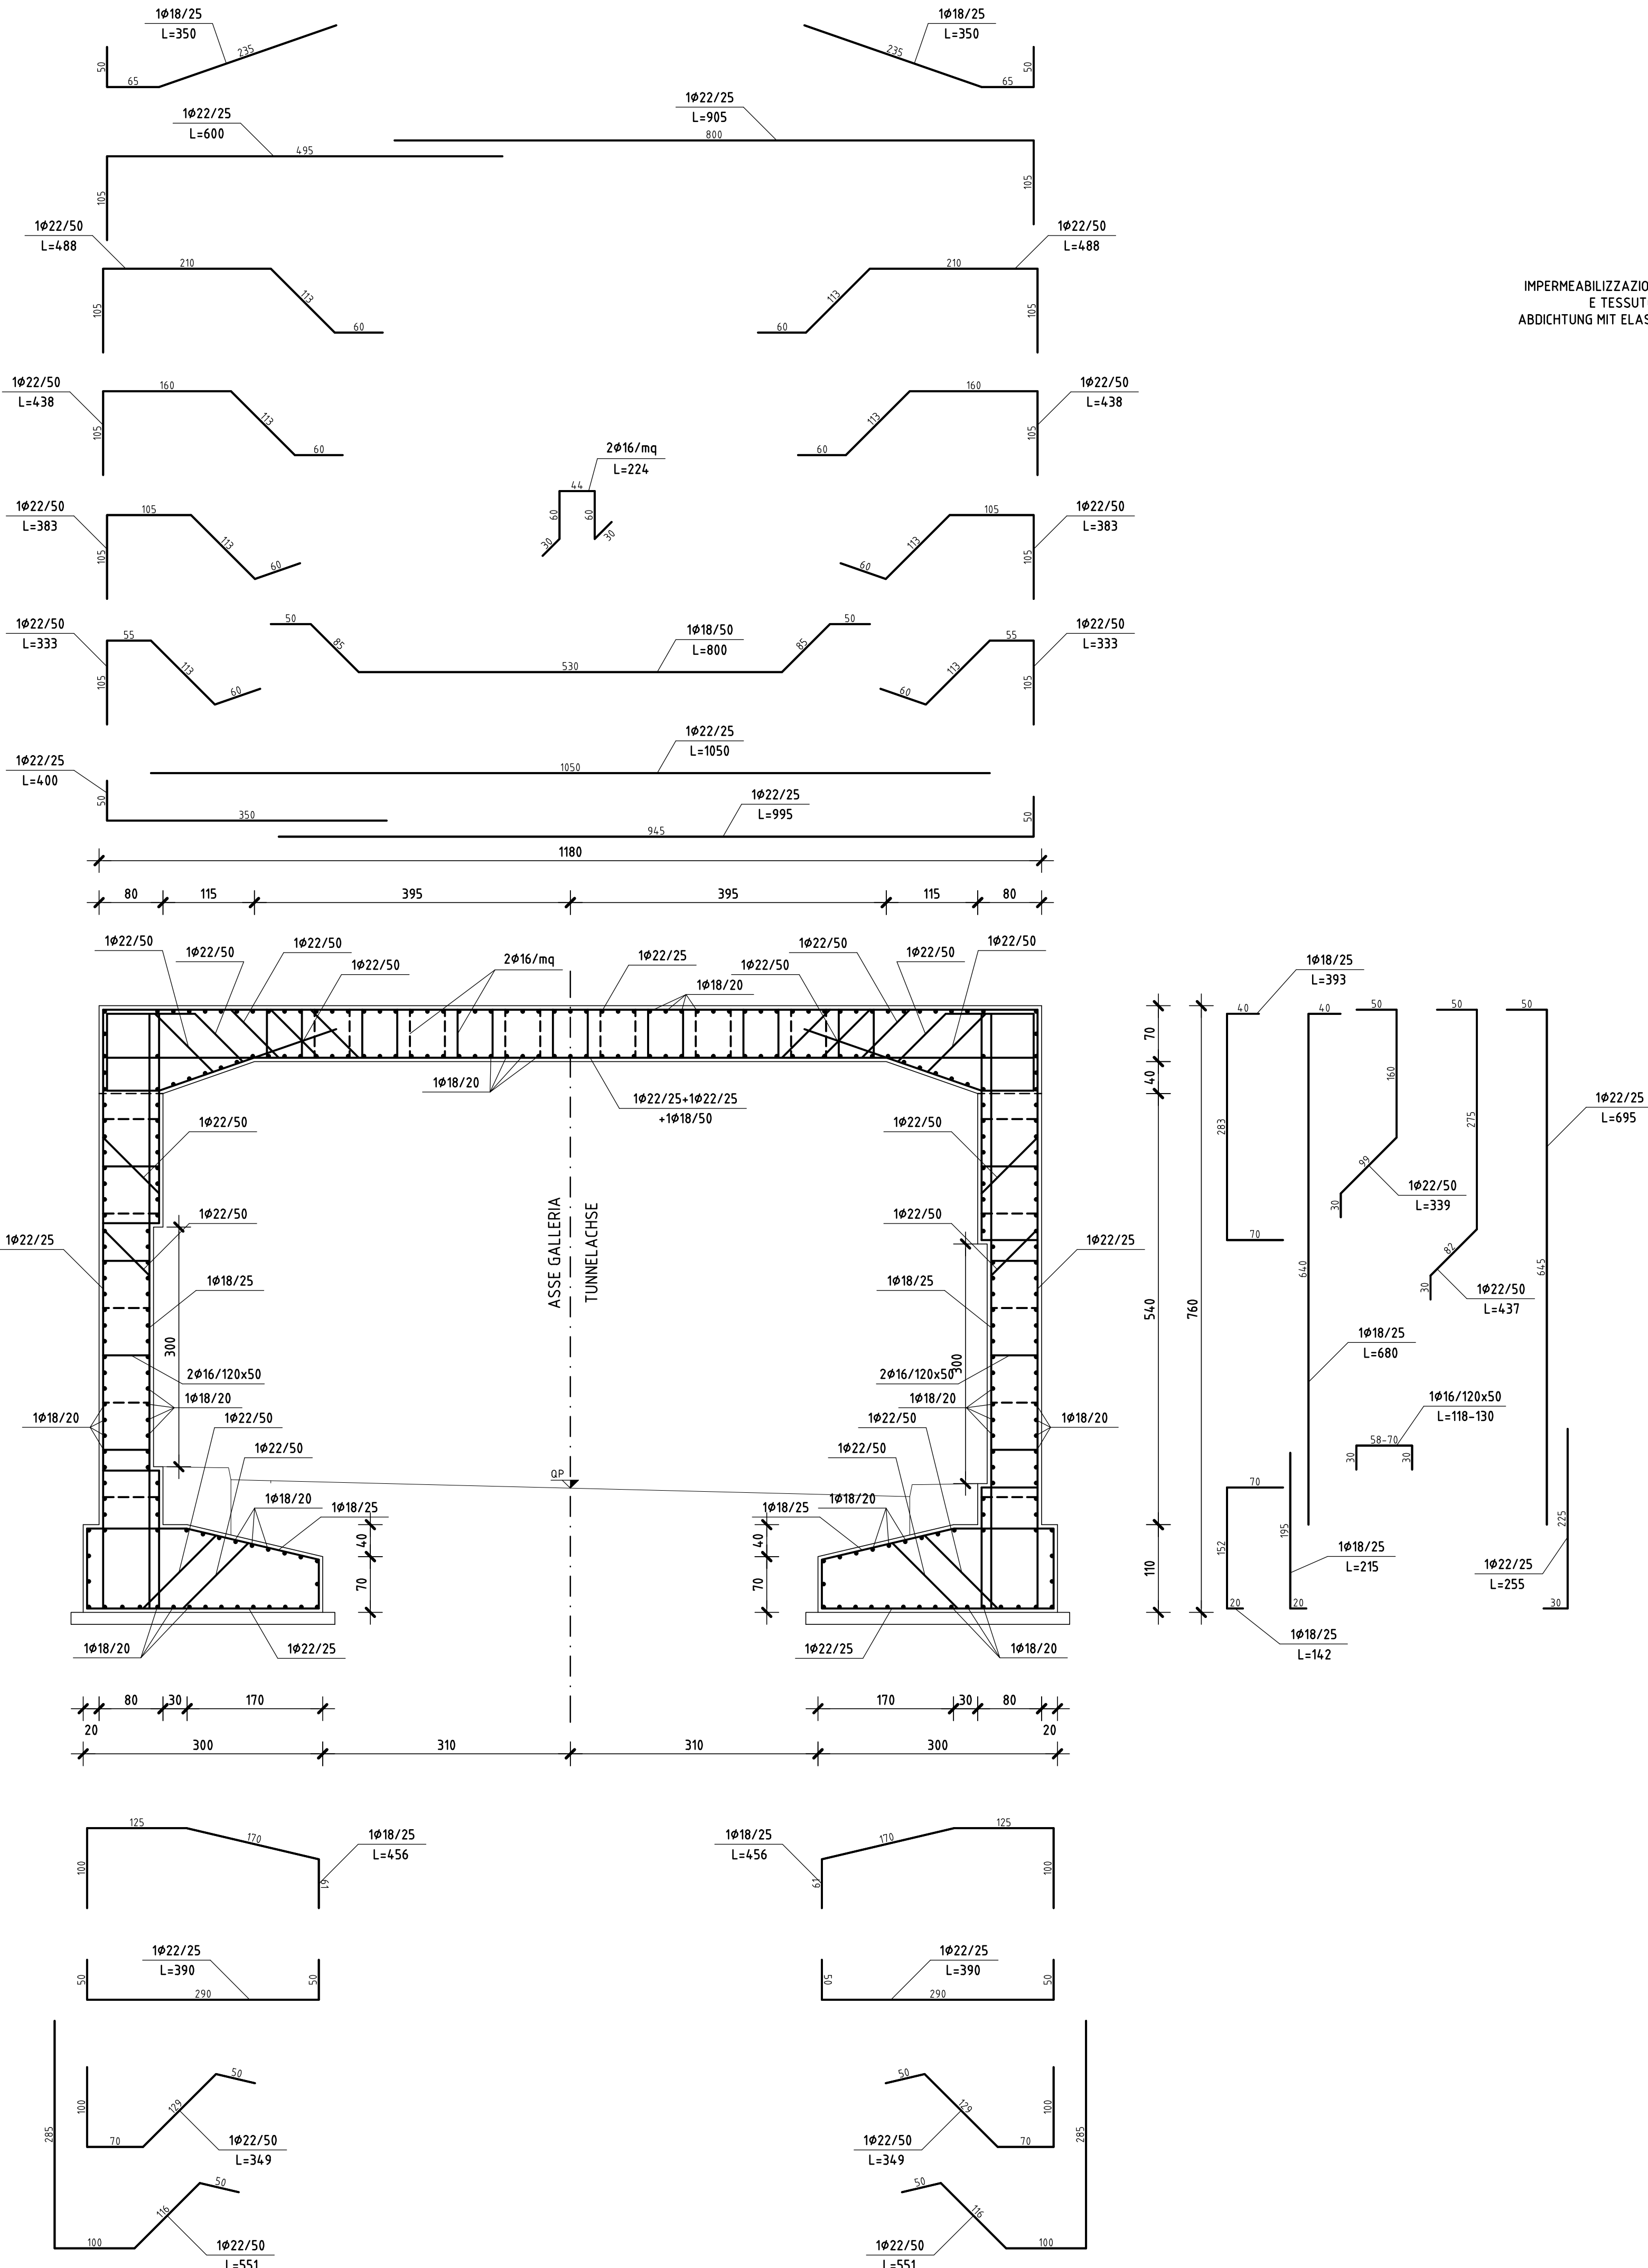 1ϕ18/25
L=350
50
65
235
1ϕ18/25
L=350
235
65
50
1ϕ22/25
L=600
495
105
1ϕ22/25
L=905
800
105
1ϕ22/50
L=488
210
113
60
105
1ϕ22/50
L=488
210
113
60
105
IMPERMEABILIZZAZIO
E TESSUT
ABDICHTUNG MIT ELAS
1ϕ22/50
L=438
160
113
60
105
1ϕ22/50
L=438
160
113
60
105
2ϕ16/mq
L=224
44
60
60
30
30
1ϕ22/50
L=383
105
113
60
105
1ϕ22/50
L=383
105
113
60
105
1ϕ22/50
L=333
55
113
60
105
50
85
530
1ϕ18/50
L=800
85
50
1ϕ22/50
L=333
55
113
60
105
1ϕ22/25
L=1050
1050
1ϕ22/25
L=400
50
350
1ϕ22/25
L=995
945
50
1180
80
115
395
395
115
80
1ϕ22/50
1ϕ22/50
1ϕ22/50
1ϕ22/50
2ϕ16/mq
1ϕ22/25
1ϕ18/20
1ϕ22/50
1ϕ22/50
1ϕ22/50
1ϕ22/50
1ϕ18/20
1ϕ22/25+1ϕ22/25
+1ϕ18/50
1ϕ22/50
1ϕ22/50
1ϕ22/50
1ϕ22/50
1ϕ22/25
1ϕ22/25
1ϕ18/25
1ϕ18/25
300
300
ASSE GALLERIA
TUNNELACHSE
2ϕ16/120x50
2ϕ16/120x50
1ϕ18/20
1ϕ18/20
1ϕ18/20
1ϕ18/20
1ϕ22/50
1ϕ22/50
1ϕ22/50
1ϕ22/50
QP
1ϕ18/20
1ϕ18/25
1ϕ18/25
1ϕ18/20
40
70
40
70
1ϕ18/20
1ϕ22/25
1ϕ22/25
1ϕ18/20
70
40
540
110
760
1ϕ18/25
L=393
40
283
70
40
640
1ϕ18/25
L=680
50
160
99
30
1ϕ22/50
L=339
50
275
82
30
1ϕ22/50
L=437
50
645
1ϕ22/25
L=695
1ϕ16/120x50
L=118-130
58-70
30
30
70
152
20
1ϕ18/25
L=142
195
20
1ϕ18/25
L=215
225
30
1ϕ22/25
L=255
80
30
170
170
30
80
20
20
300
310
310
300
125
170
100
61
1ϕ18/25
L=456
1ϕ18/25
L=456
170
125
61
100
1ϕ22/25
L=390
50
290
50
1ϕ22/25
L=390
50
290
50
100
70
129
50
1ϕ22/50
L=349
50
129
70
100
1ϕ22/50
L=349
285
100
116
50
1ϕ22/50
L=551
50
116
100
285
1ϕ22/50
L=551